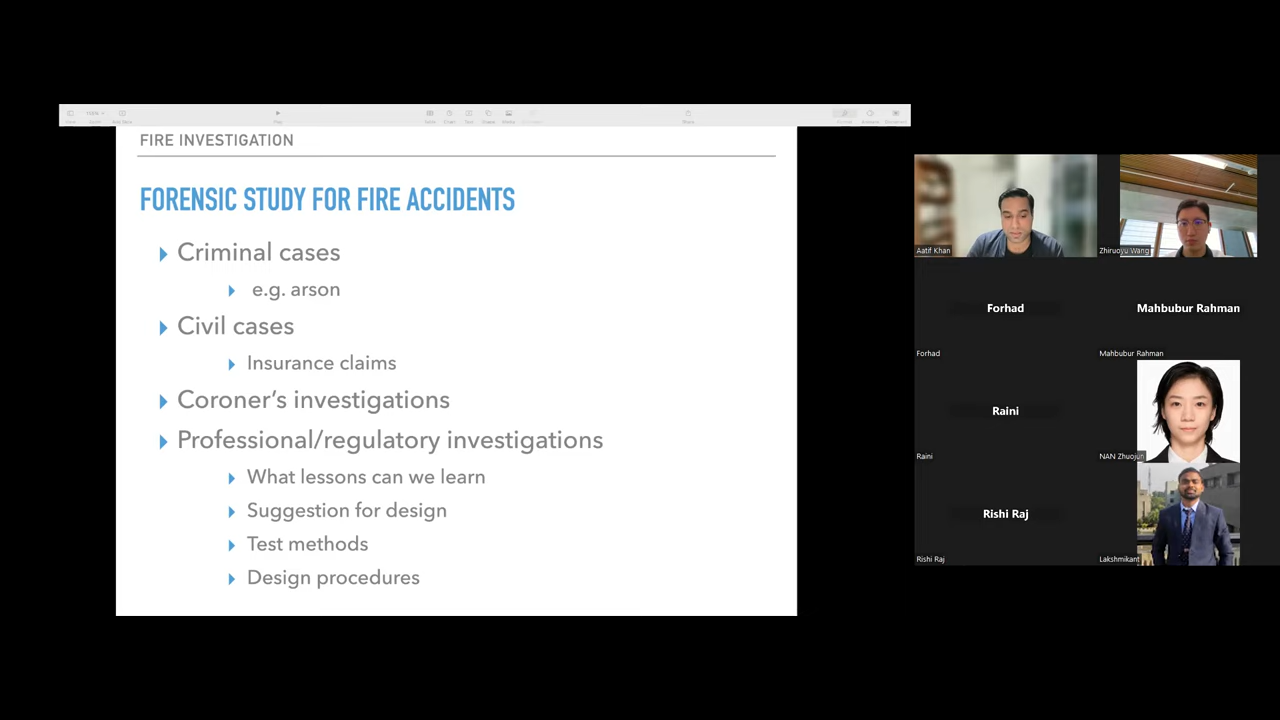 FIRE INVESTIGATION
FORENSIC STUDY FOR FIRE ACCIDENTS
Criminal cases
e.g. arson
Civil cases
Insurance claims
Coroner's investigations
Professional/regulatory investigations
What lessons can we learn
Suggestion for design
Test methods
Design procedures
Aatif Khan
Zhiruoyu Wang
Forhad
Forhad
Mahbubur Rahman
Mahbubur Rahman
Raini
Raini
NAN Zhuojun
Rishi Raj
Rishi Raj
Lakshmikant